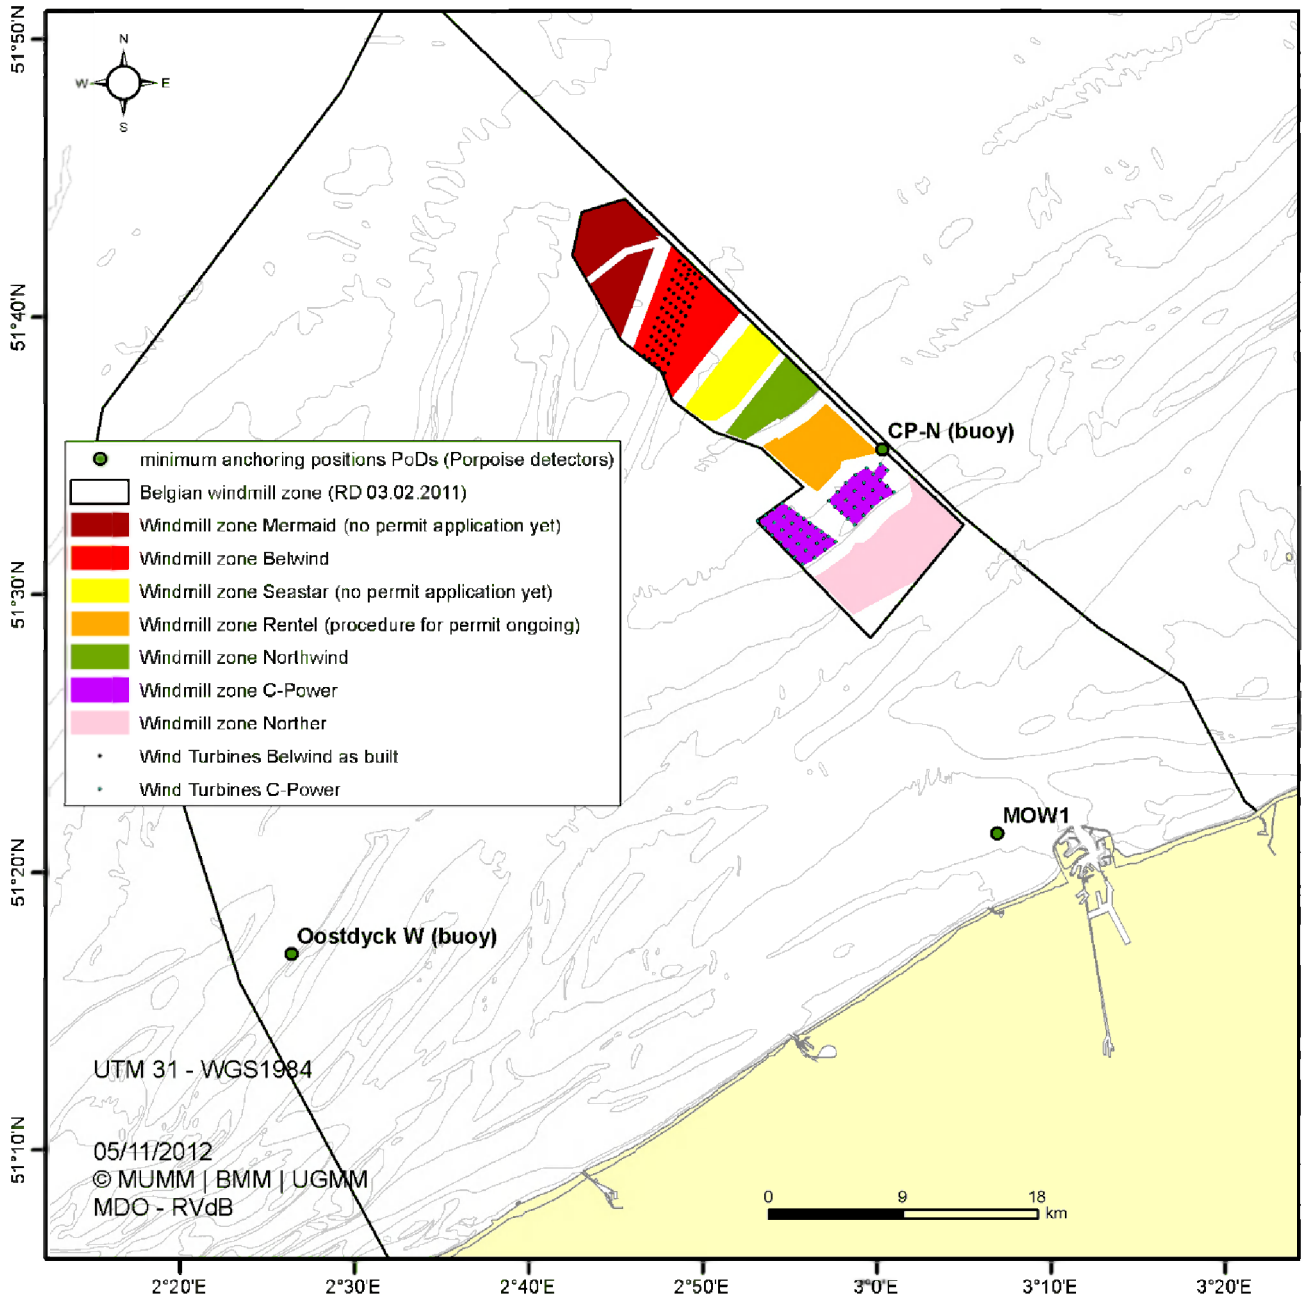 51°50'N
N
W E
S
51°40'N
CP-N (buoy)
minimum anchoring positions PoDs (Porpoise detectors)
Belgian windmill zone (RD 03.02.2011)
Windmill zone Mermaid (no permit application yet)
Windmill zone Belwind
51°30'N
Windmill zone Seastar (no permit application yet)
Windmill zone Rentel (procedure for permit ongoing)
Windmill zone Northwind
Windmill zone C-Power
Windmill zone Norther
Wind Turbines Belwind as built
Wind Turbines C-Power
MOW1
51°20'N
Oostdyck W (buoy)
UTM 31 - WGS1984
51°10'N
05/11/2012
© MUMM | BMM | UGMM
MDO - RVdB
0 9 18
km
2°20'E 2°30'E 2°40'E 2°50'E 3°0'E 3°10'E 3°20'E